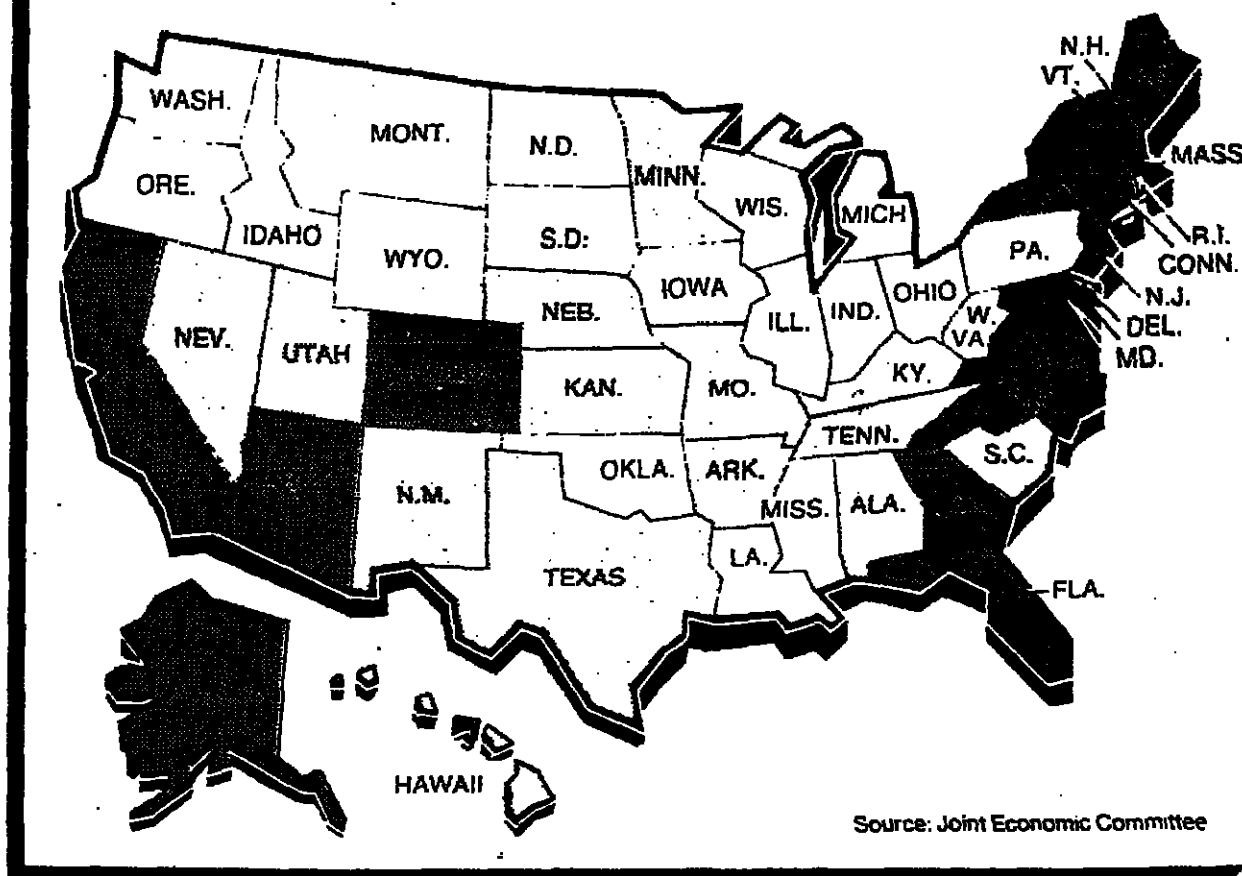 N.H.
VT.
WASH.
MONT.
N.D.
MINN.
MASS
ORE.
WIS.
MICH
IDAHO
S.D:
R.I.
WYO.
PA.
CONN.
IOWA
OHIO
N.J.
NEB.
ILL.
IND.
W.
VA.
DEL.
NEV.
UTAH
MD.
KY.
KAN.
MO.
TENN.
S.C.
OKLA.
ARK.
N.M.
MISS.
ALA.
LA.
TEXAS
FLA.
HAWAII
Source: Joint Economic Committee